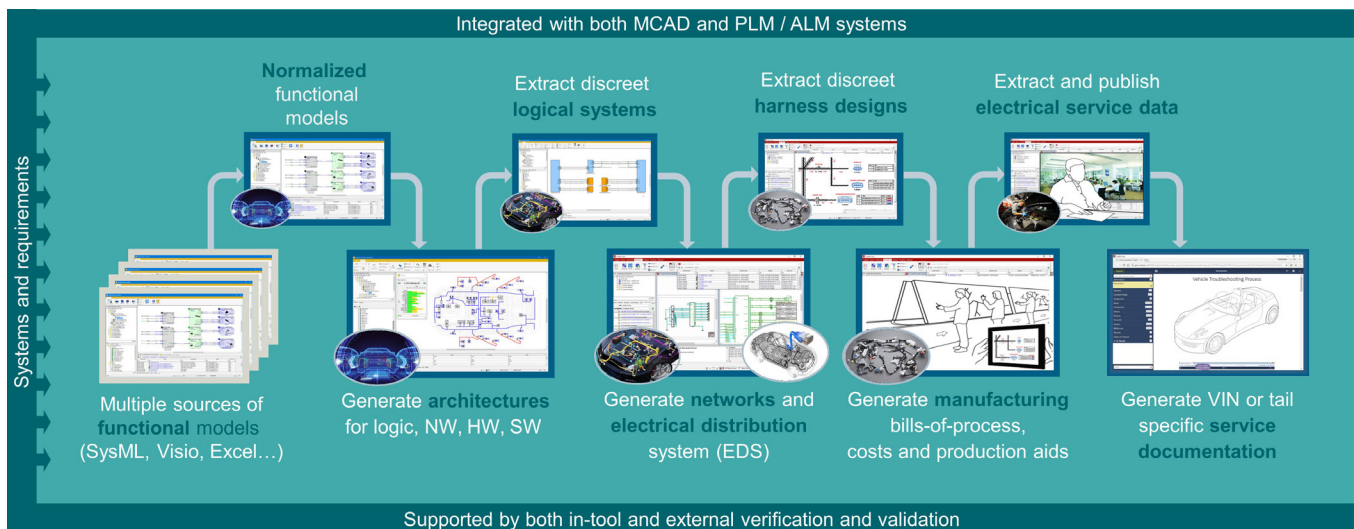 Integrated with both MCAD and PLM / ALM systems
Systems and requirements
Normalized
functional
models
Extract discreet
logical systems
Extract discreet
harness designs
Extract and publish
electrical service data
Multiple sources of
functional models
(SysML, Visio, Excel…)
Generate architectures
for logic, NW, HW, SW
Generate networks and
electrical distribution
system (EDS)
Generate manufacturing
bills-of-process,
costs and production aids
Vehicle Troubleshooting Process
Generate VIN or tail
specific service
documentation
Supported by both in-tool and external verification and validation